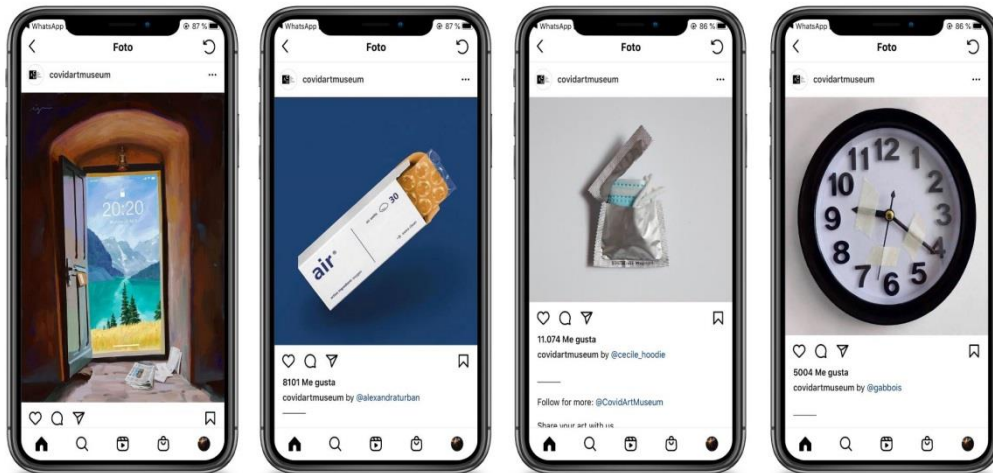 WhatsApp
87 %
Foto
covidartmuseum
20:20
WhatsApp
87 %
Foto
covidartmuseum
air
30
8101 Me gusta
covidartmuseum by @alexandraturban
WhatsApp
86 %
Foto
covidartmuseum
11.074 Me gusta
covidartmuseum by @cecile_hoodie
Follow for more: @CovidArtMuseum
Share your art with us
WhatsApp
86 %
Foto
covidartmuseum
12
1
2
3
4
5
6
7
8
9
10
11
5004 Me gusta
covidartmuseum by @gabbois